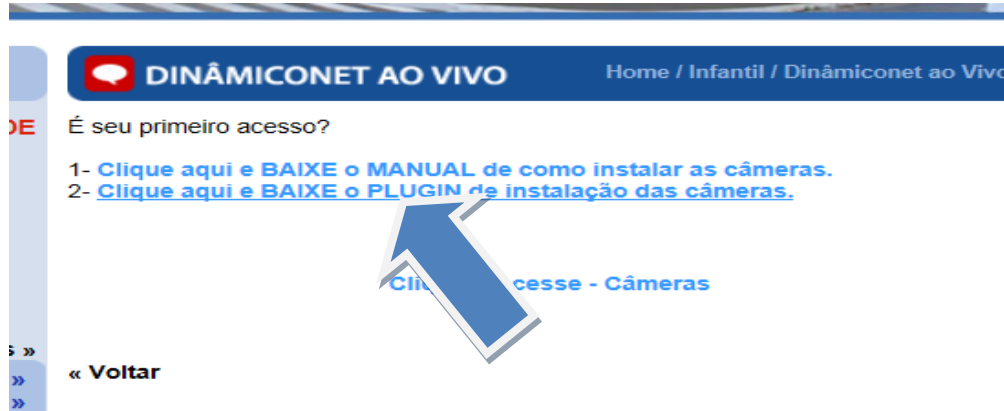 DINÂMICONET AO VIVO
Home / Infantil / Dinâmiconet ao Vivo
DE
É seu primeiro acesso?
1- Clique aqui e BAIXE o MANUAL de como instalar as câmeras.
2- Clique aqui e BAIXE o PLUGIN de instalação das câmeras.
cesse - Câmeras
s »
« Voltar
»
»